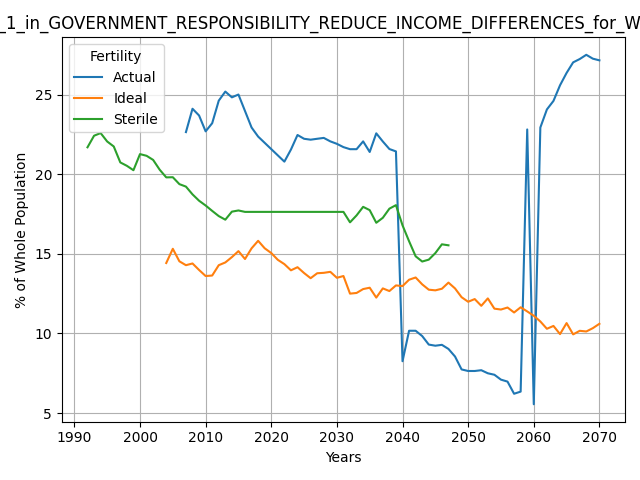 _1_in_GOVERNMENT_RESPONSIBILITY_REDUCE_INCOME_DIFFERENCES_for_W
Fertility
Actual
Ideal
Sterile
% of Whole Population
25
20
15
10
5
1990 2000 2010 2020 2030 2040 2050 2060 2070
Years